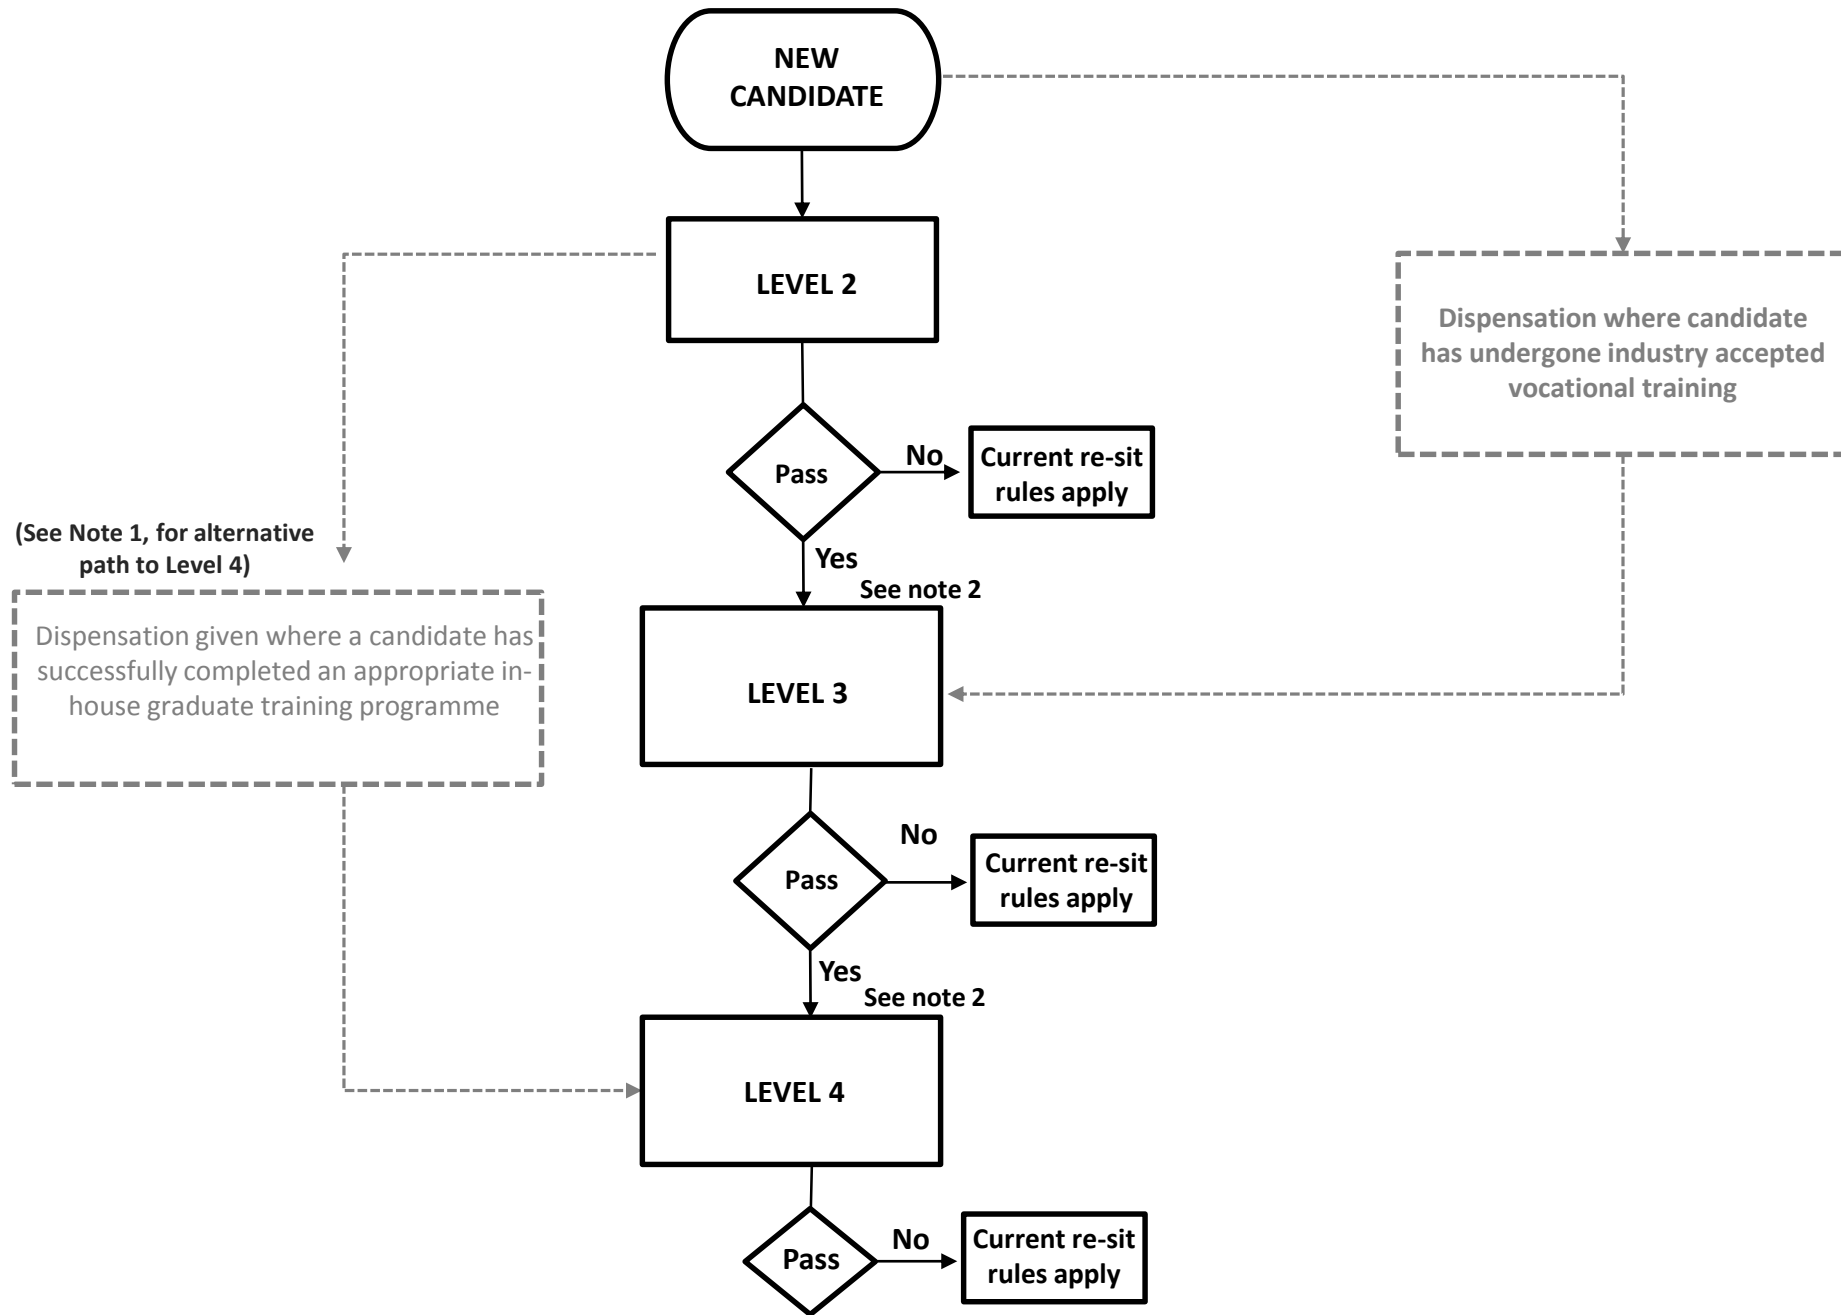 NEW
CANDIDATE
LEVEL 2
Dispensation where candidate
has undergone industry accepted
vocational training
Pass
No
Current re-sit
rules apply
(See Note 1, for alternative
path to Level 4)
Yes
See note 2
Dispensation given where a candidate has
successfully completed an appropriate in-
house graduate training programme
LEVEL 3
Pass
No
Current re-sit
rules apply
Yes
See note 2
LEVEL 4
Pass
No
Current re-sit
rules apply